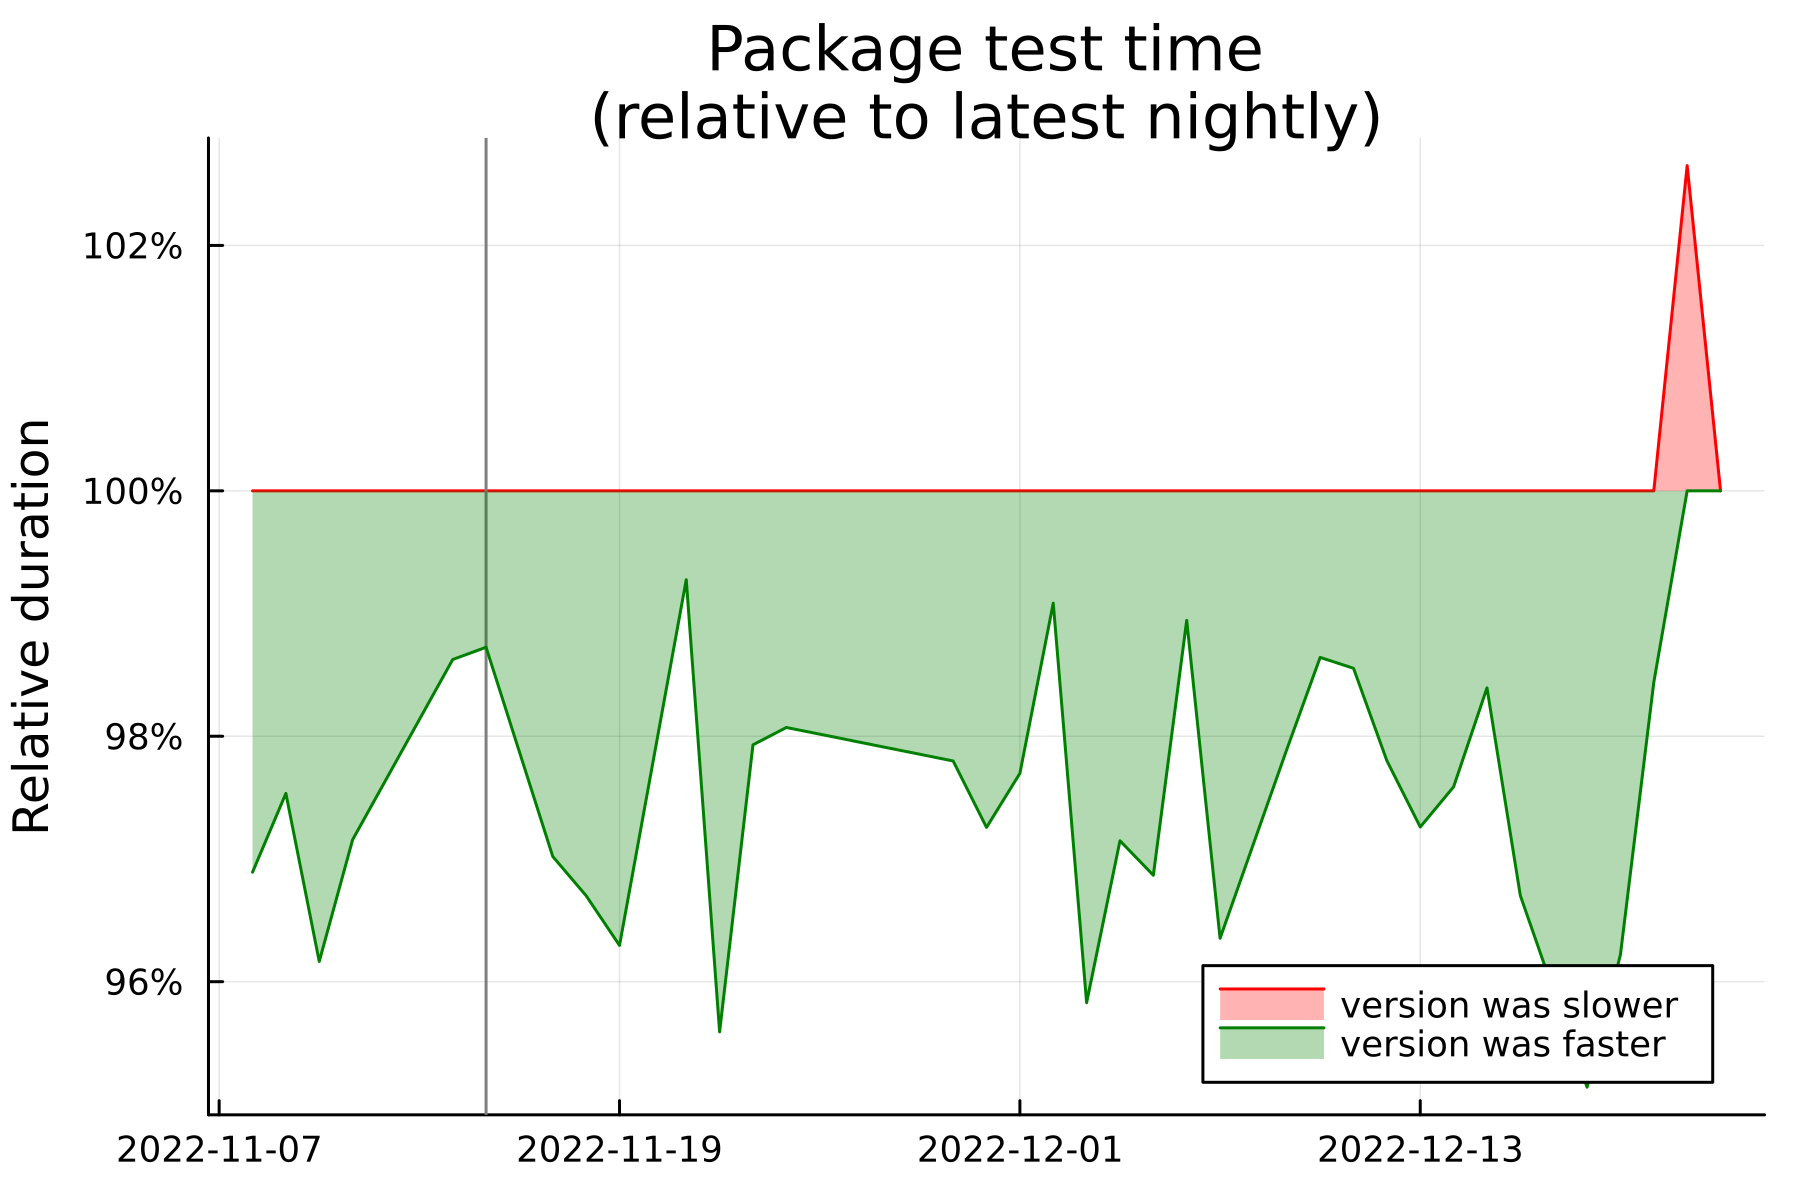 Package test time
(relative to latest nightly)
102%
100%
98%
96%
Relative duration
version was slower
version was faster
2022-11-07
2022-11-19
2022-12-01
2022-12-13